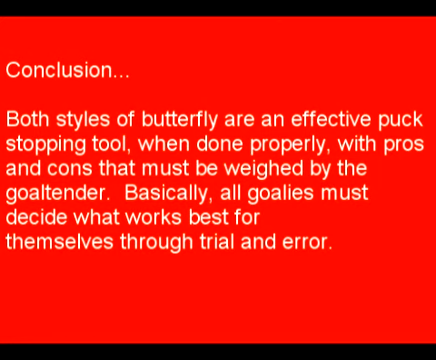 Conclusion...
Both styles of butterfly are an effective puck
stopping tool, when done properly, with pros
and cons that must be weighed by the
goaltender.  Basically, all goalies must
decide what works best for
themselves through trial and error.